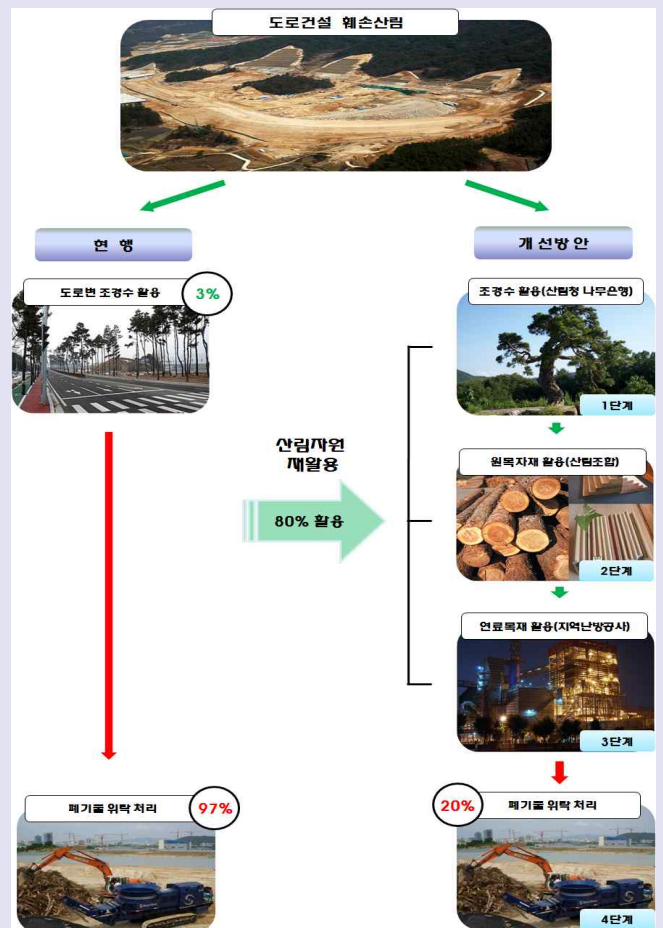 도로건설 훼손산림
현 행
개선방안
도로변 조경수 활용
3%
조경수 활용(산림청 나무은행)
1단계
산림자원
재활용
80% 활용
원목자재 활용(산림조합)
2단계
연료목재 활용(지역난방공사)
3단계
폐기물 위탁 처리
97%
20%
폐기물 위탁 처리
4단계